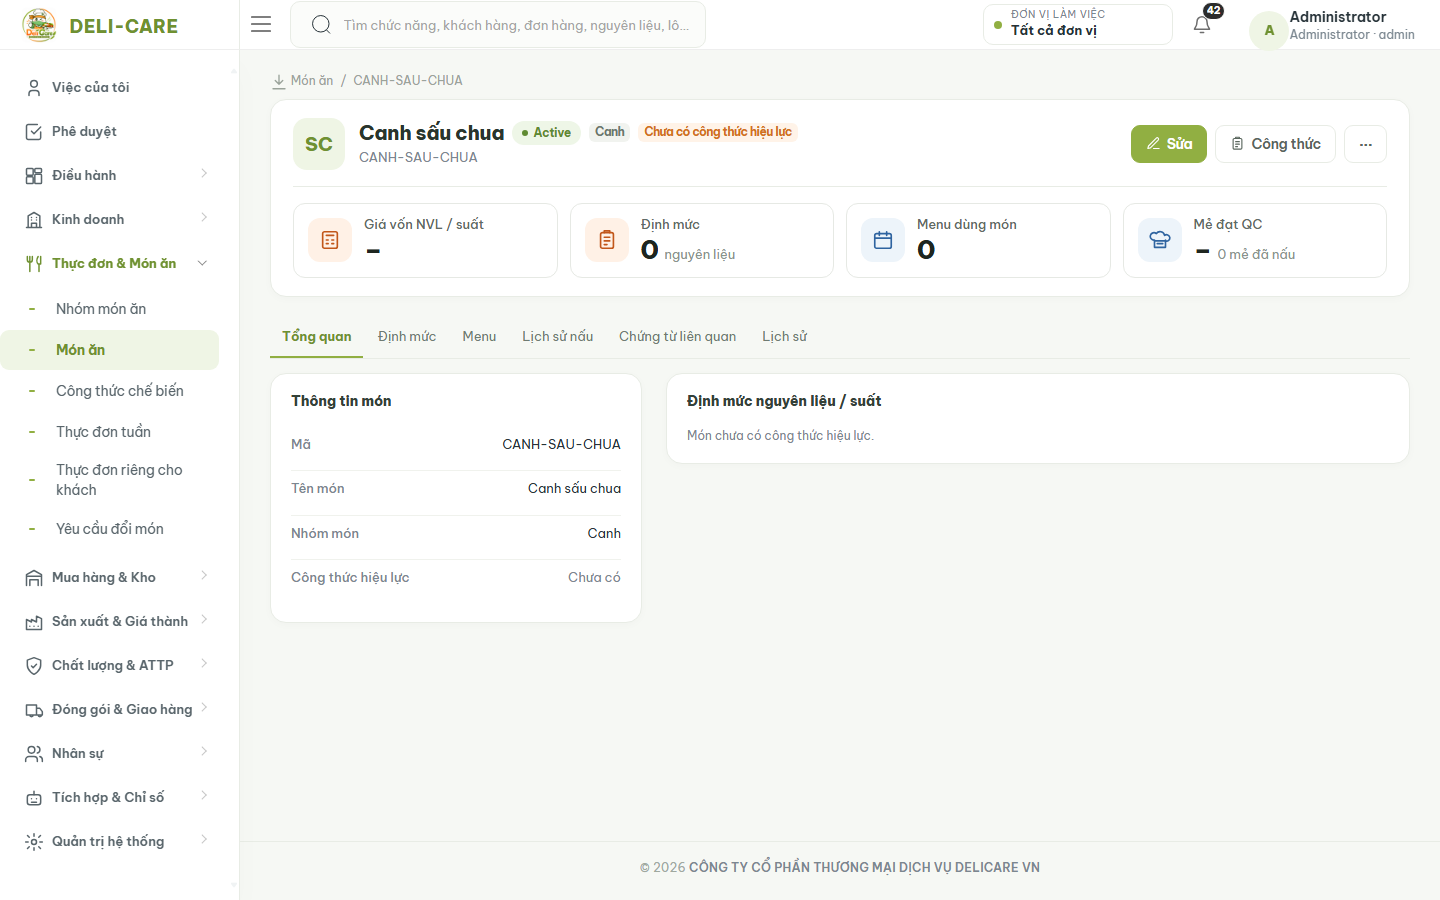 DELI-CARE
Tìm chức năng, khách hàng, đơn hàng, nguyên liệu, lô...
ĐƠN VỊ LÀM VIỆC
Tất cả đơn vị
42
A
Administrator
Administrator · admin
Việc của tôi
Phê duyệt
Điều hành
Kinh doanh
Thực đơn & Món ăn
- Nhóm món ăn
- Món ăn
- Công thức chế biến
- Thực đơn tuần
- Thực đơn riêng cho
khách
- Yêu cầu đổi món
Mua hàng & Kho
Sản xuất & Giá thành
Chất lượng & ATTP
Đóng gói & Giao hàng
Nhân sự
Tích hợp & Chỉ số
Quản trị hệ thống
Món ăn / CANH-SAU-CHUA
SC
Canh sấu chua
Active
Canh
Chưa có công thức hiệu lực
CANH-SAU-CHUA
Sửa
Công thức
...
Giá vốn NVL / suất
–
Định mức
0 nguyên liệu
Menu dùng món
0
Mẻ đạt QC
– 0 mẻ đã nấu
Tổng quan
Định mức
Menu
Lịch sử nấu
Chứng từ liên quan
Lịch sử
Thông tin món
Mã CANH-SAU-CHUA
Tên món Canh sấu chua
Nhóm món Canh
Công thức hiệu lực Chưa có
Định mức nguyên liệu / suất
Món chưa có công thức hiệu lực.
© 2026 CÔNG TY CỔ PHẦN THƯƠNG MẠI DỊCH VỤ DELICARE VN